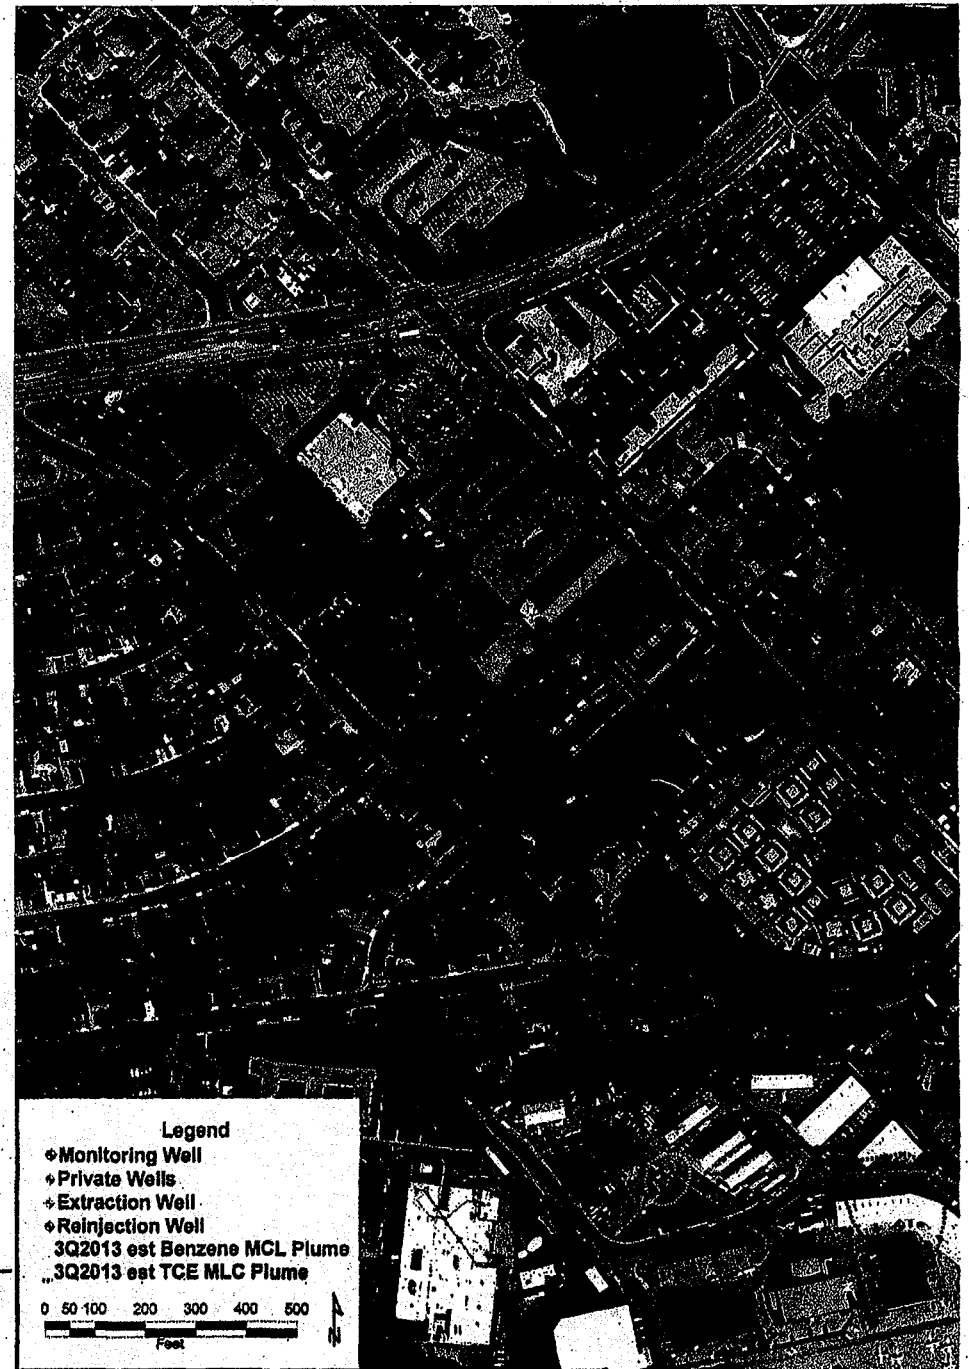 Legend
Monitoring Well
Private Wells
Extraction Well
Reinjection Well
3Q2013 est Benzene MCL Plume
3Q2013 est TCE MLC Plume
0 50 100 200 300 400 500
Feet
N